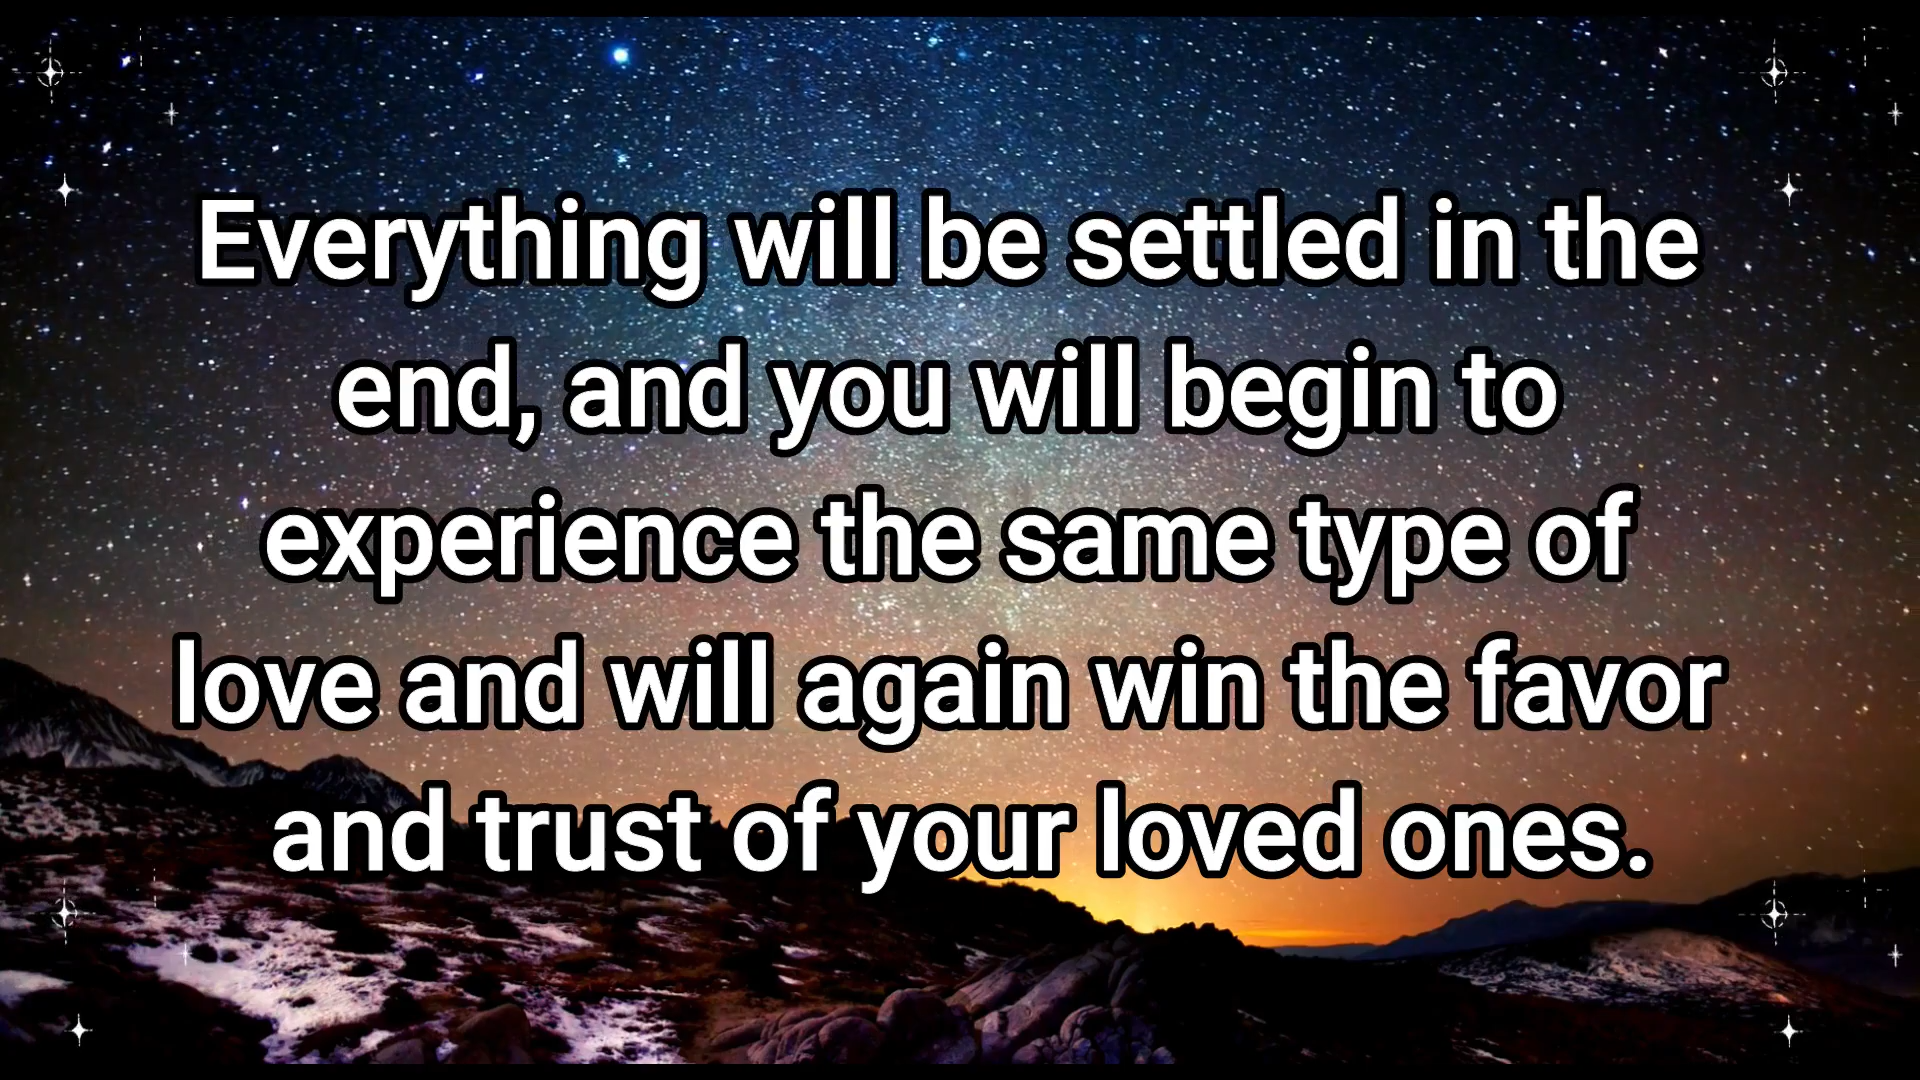 Everything will be settled in the
end, and you will begin to
experience the same type of
love and will again win the favor
and trust of your loved ones.